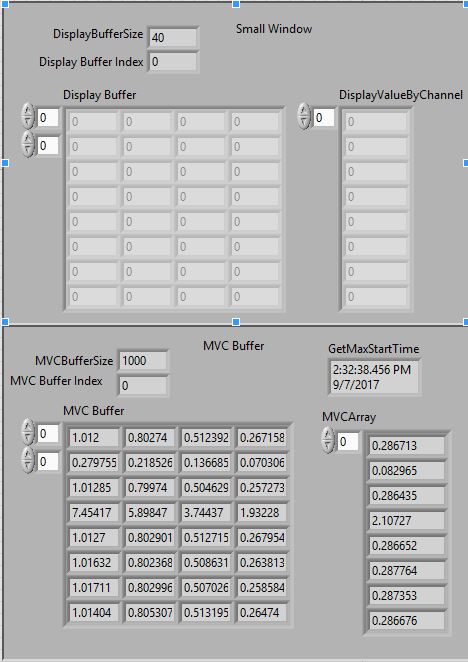 DisplayBufferSize 40 Small Window
Display Buffer Index 0
Display Buffer DisplayValueByChannel
0 0 0 0 0 0 0
0 0 0 0 0 0
0 0 0 0 0
0 0 0 0 0
0 0 0 0 0
0 0 0 0 0
0 0 0 0 0
0 0 0 0 0
MVC Buffer
MVCBufferSize 1000 GetMaxStartTime
MVC Buffer Index 0 2:32:38.456 PM
9/7/2017
MVC Buffer MVCArray
0 1.012 0.80274 0.512392 0.267158 0 0.286713
0 0.279755 0.218526 0.136685 0.070306 0.082965
1.01285 0.79974 0.504629 0.257273 0.286435
7.45417 5.89847 3.74437 1.93228 2.10727
1.0127 0.802901 0.512715 0.267954 0.286652
1.01632 0.802368 0.508631 0.263813 0.287764
1.01711 0.802996 0.507026 0.258584 0.287353
1.01404 0.805307 0.513195 0.26474 0.286676